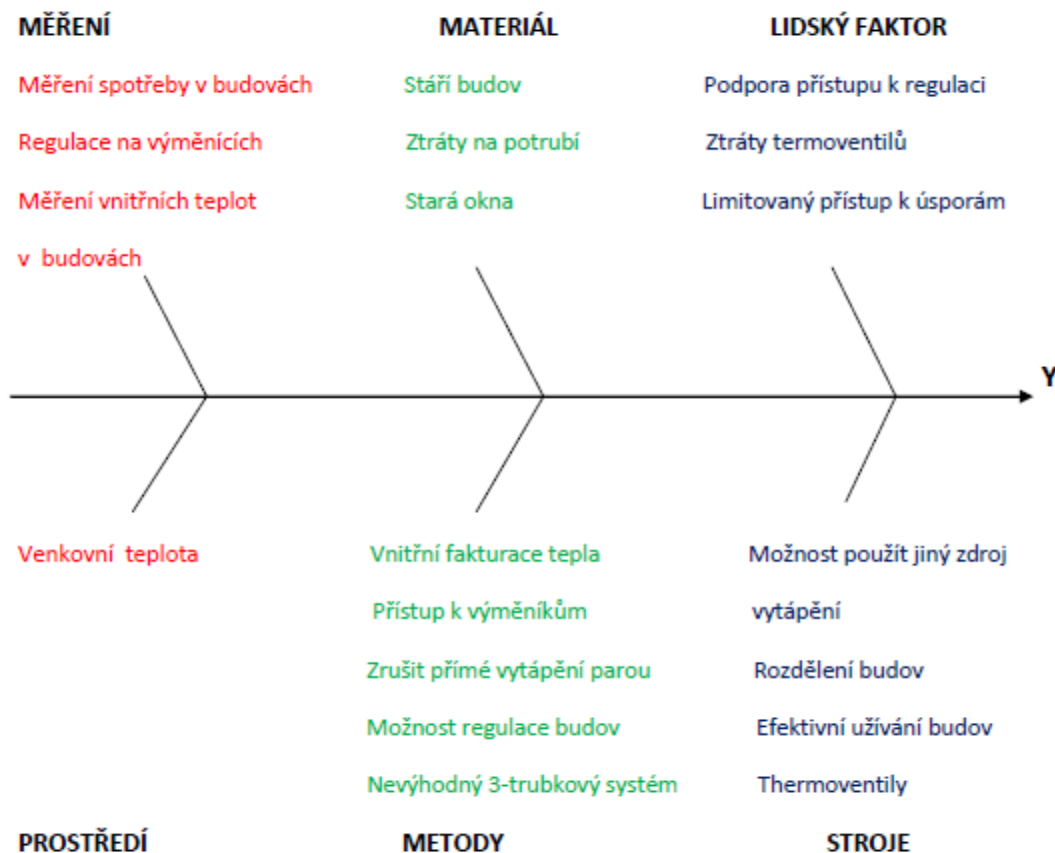 MĚŘENÍ
Měření spotřeby v budovách
Regulace na výměnících
Měření vnitřních teplot
v budovách
MATERIÁL
Stáří budov
Ztráty na potrubí
Stará okna
LIDSKÝ FAKTOR
Podpora přístupu k regulaci
Ztráty termoventilů
Limitovaný přístup k úsporám
Y
Venkovní teplota
PROSTŘEDÍ
Vnitřní fakturace tepla
Přístup k výměníkům
Zrušit přímé vytápění parou
Možnost regulace budov
Nevýhodný 3-trubkový systém
METODY
Možnost použít jiný zdroj
vytápění
Rozdělení budov
Efektivní užívání budov
Thermoventily
STROJE